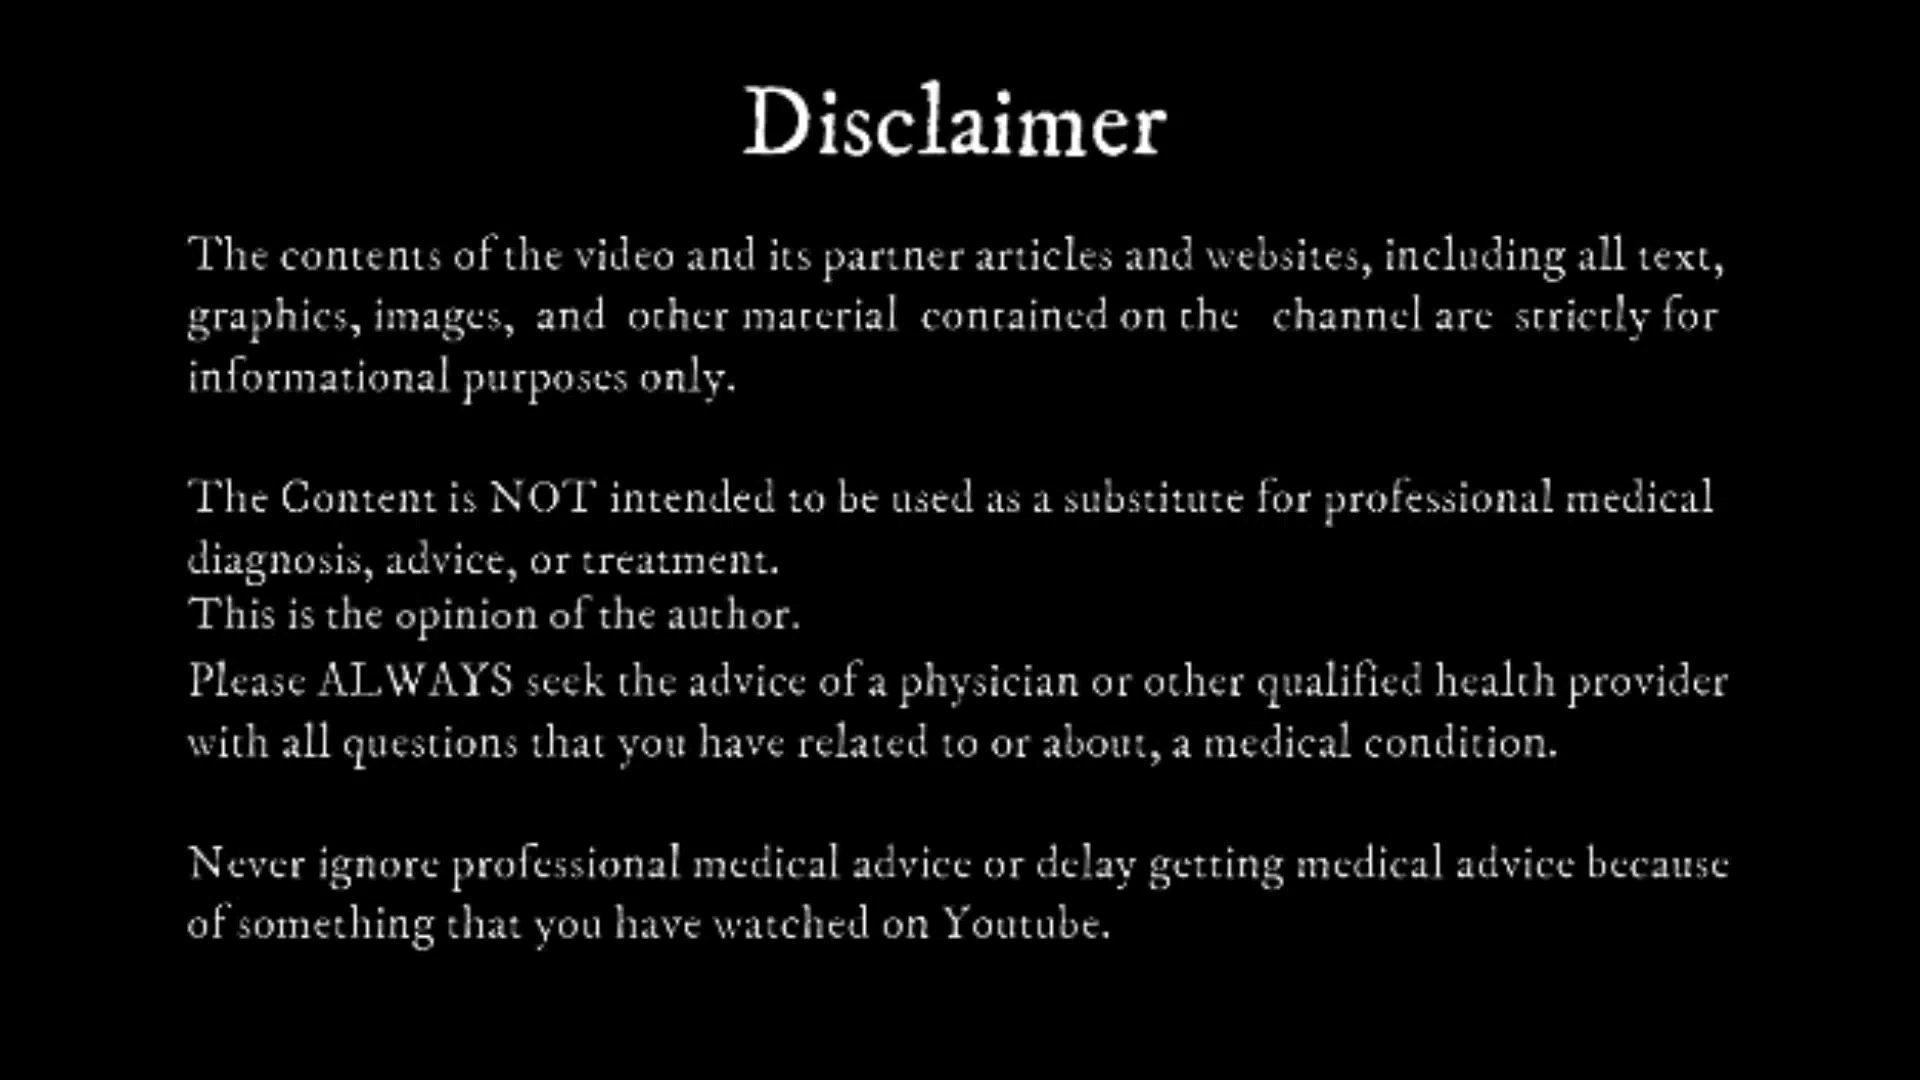 Disclaimer
The contents of the video and its partner articles and websites, including all text,
graphics, images, and other material contained on the channel are strictly for
informational purposes only.
The Content is NOT intended to be used as a substitute for professional medical
diagnosis, advice, or treatment.
This is the opinion of the author.
Please ALWAYS seek the advice of a physician or other qualified health provider
with all questions that you have related to or about, a medical condition.
Never ignore professional medical advice or delay getting medical advice because
of something that you have watched on Youtube.